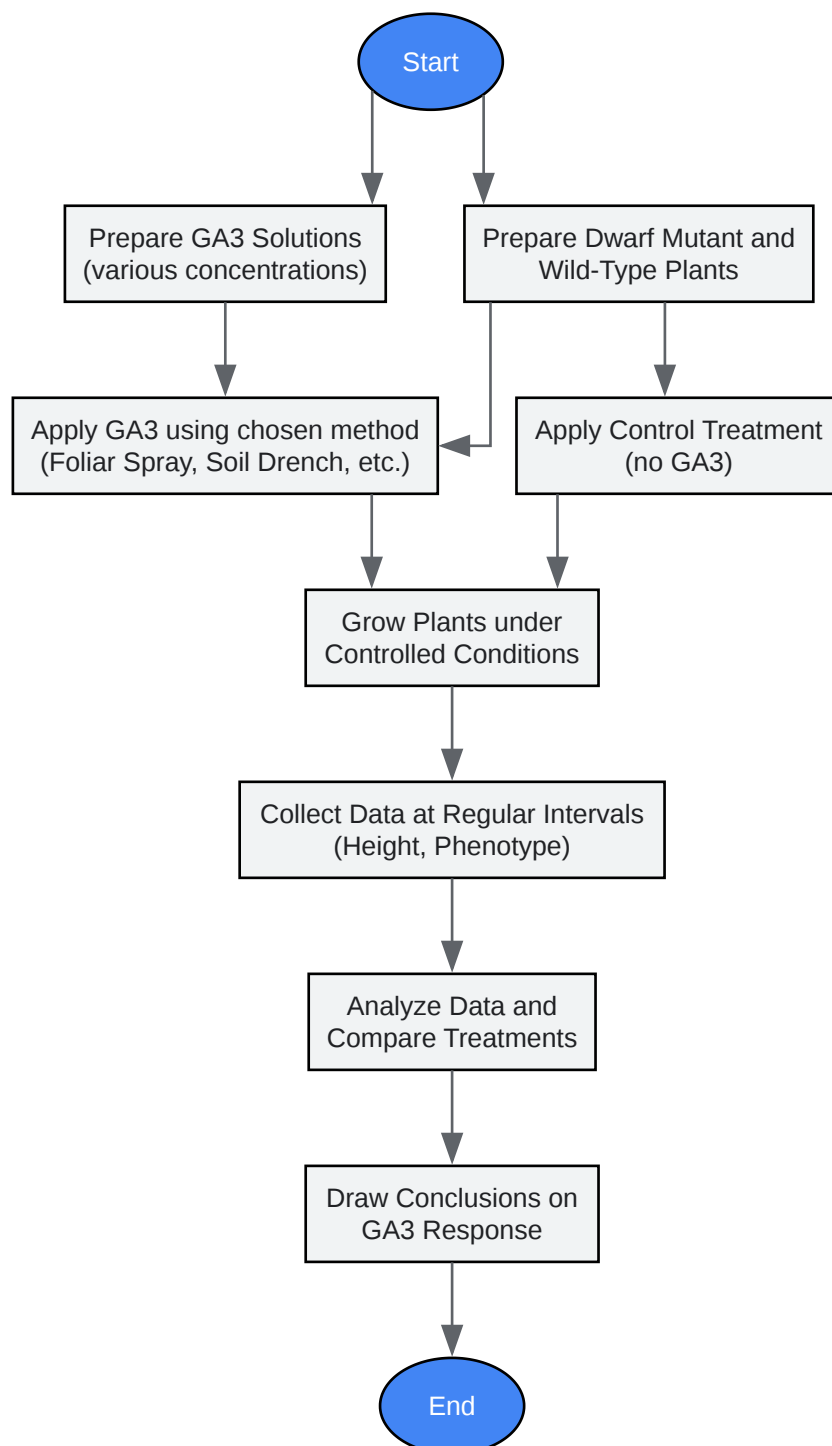 Start
Prepare GA3 Solutions
(various concentrations)
Prepare Dwarf Mutant and
Wild-Type Plants
Apply GA3 using chosen method
(Foliar Spray, Soil Drench, etc.)
Apply Control Treatment
(no GA3)
Grow Plants under
Controlled Conditions
Collect Data at Regular Intervals
(Height, Phenotype)
Analyze Data and
Compare Treatments
Draw Conclusions on
GA3 Response
End